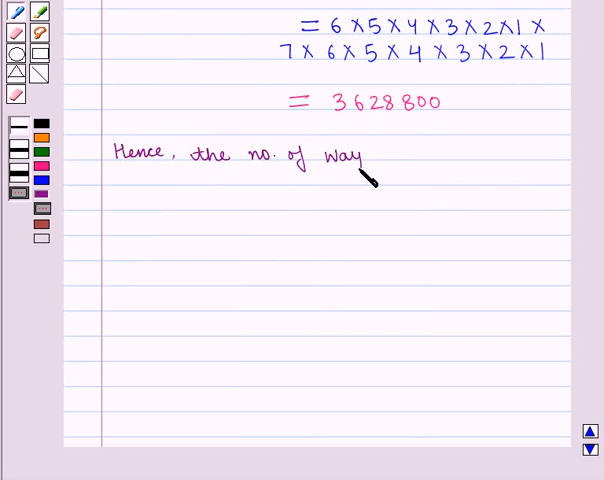 = 6 × 5 × 4 × 3 × 2 × 1 ×
7 × 6 × 5 × 4 × 3 × 2 × 1
= 3628800
Hence, the no. of way